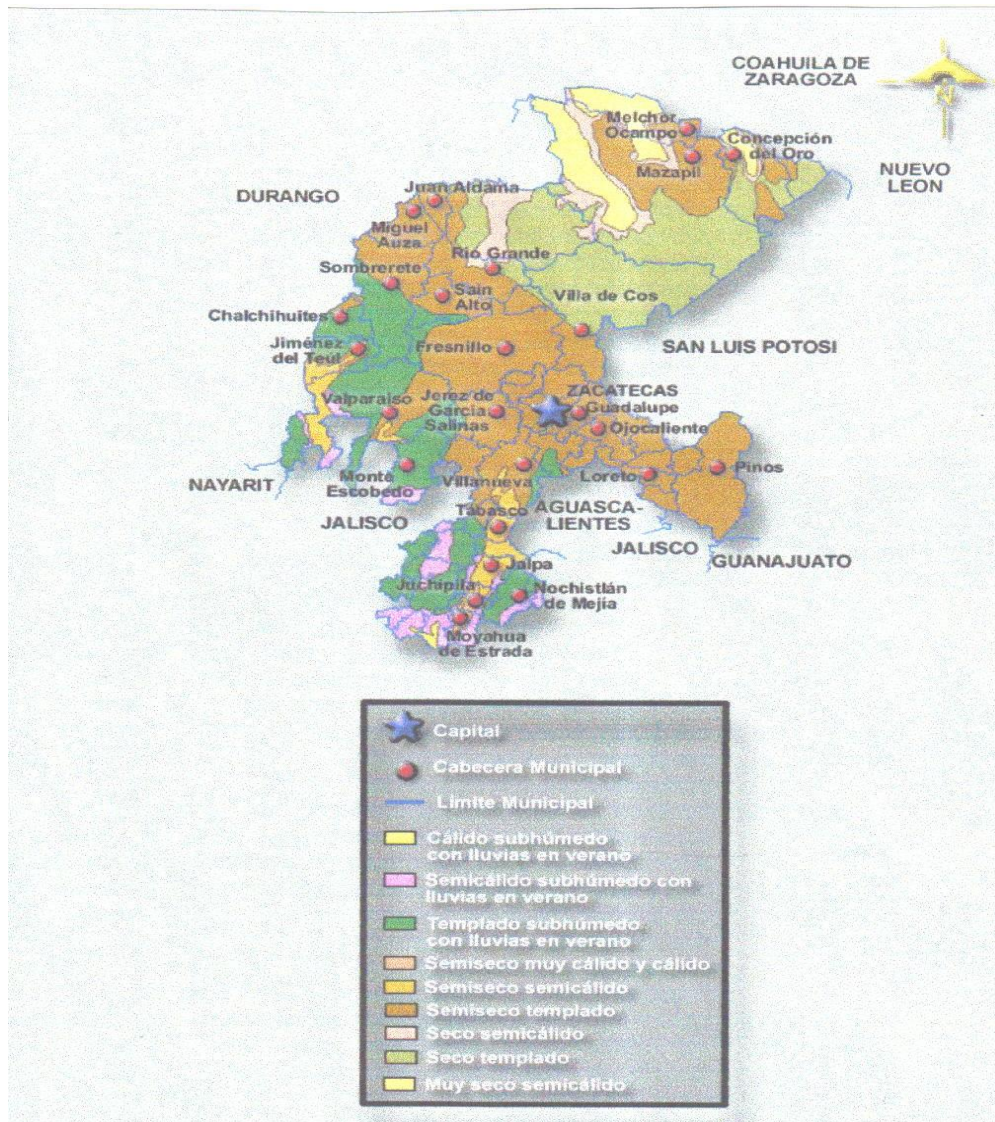 COAHUILA DE
ZARAGOZA
N
NUEVO
LEON
Melchor
Ocampo
Concepción
del Oro
Mazapil
DURANGO
Juan Aldama
Miguel
Auza
Rio Grande
Sombrerete
Sain
Alto
Villa de Cos
Chalchihuites
Jiménez
del Teul
Fresnillo
SAN LUIS POTOSI
ZACATECAS
Valparaiso
Jerez de
Garcia
Salinas
Guadalupe
Ojocaliente
NAYARIT
Monte
Escobedo
Villanueva
Loreto
Pinos
JALISCO
Tabasco
AGUASCA-
LIENTES
JALISCO
GUANAJUATO
Jalpa
Juchipila
Nochistlán
de Mejía
Moyahua
de Estrada
Capital
Cabecera Municipal
Límite Municipal
Cálido subhúmedo
con lluvias en verano
Semicálido subhúmedo con
lluvias en verano
Templado subhúmedo
con lluvias en verano
Semiseco muy cálido y cálido
Semiseco semicálido
Semiseco templado
Seco semicálido
Seco templado
Muy seco semicálido